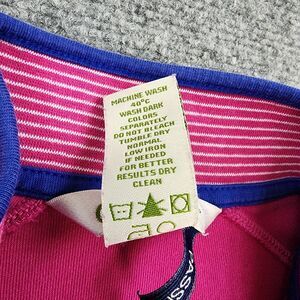 MACHINE WASH
40°C
WASH DARK
COLORS
SEPARATELY
DO NOT BLEACH
TUMBLE DRY
NORMAL
LOW IRON
IF NEEDED
FOR BETTER
RESULTS DRY
CLEAN